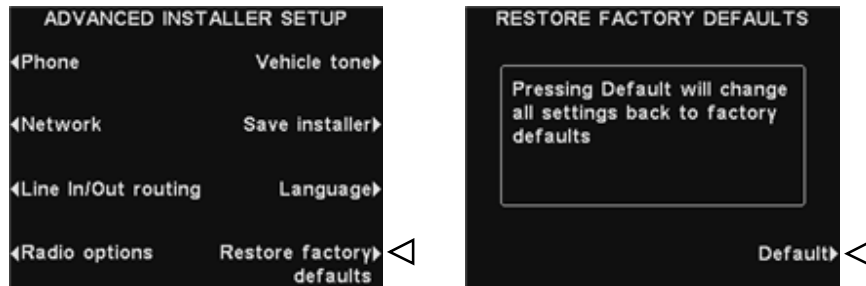 ADVANCED INSTALLER SETUP
Phone
Vehicle tone
Network
Save installer
Line In/Out routing
Language
Radio options
Restore factory
defaults
RESTORE FACTORY DEFAULTS
Pressing Default will change
all settings back to factory
defaults
Default